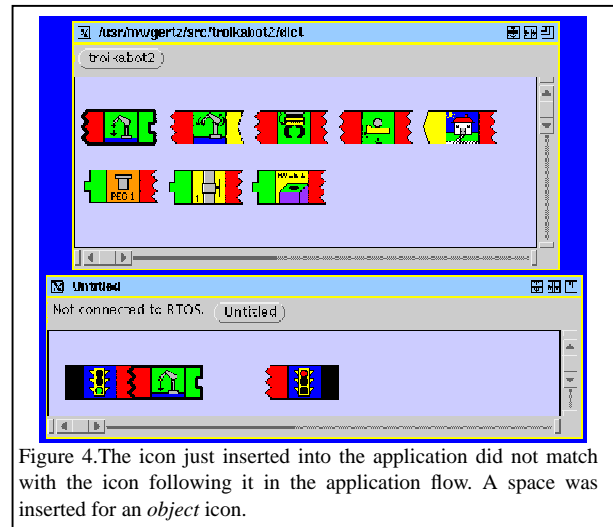 /usr/mwgertz/src/troikabot2/dict
troikabot2
PEG 1
1
Untitled
Not connected to RTOS. Untitled
Figure 4.The icon just inserted into the application did not match
with the icon following it in the application flow. A space was
inserted for an object icon.